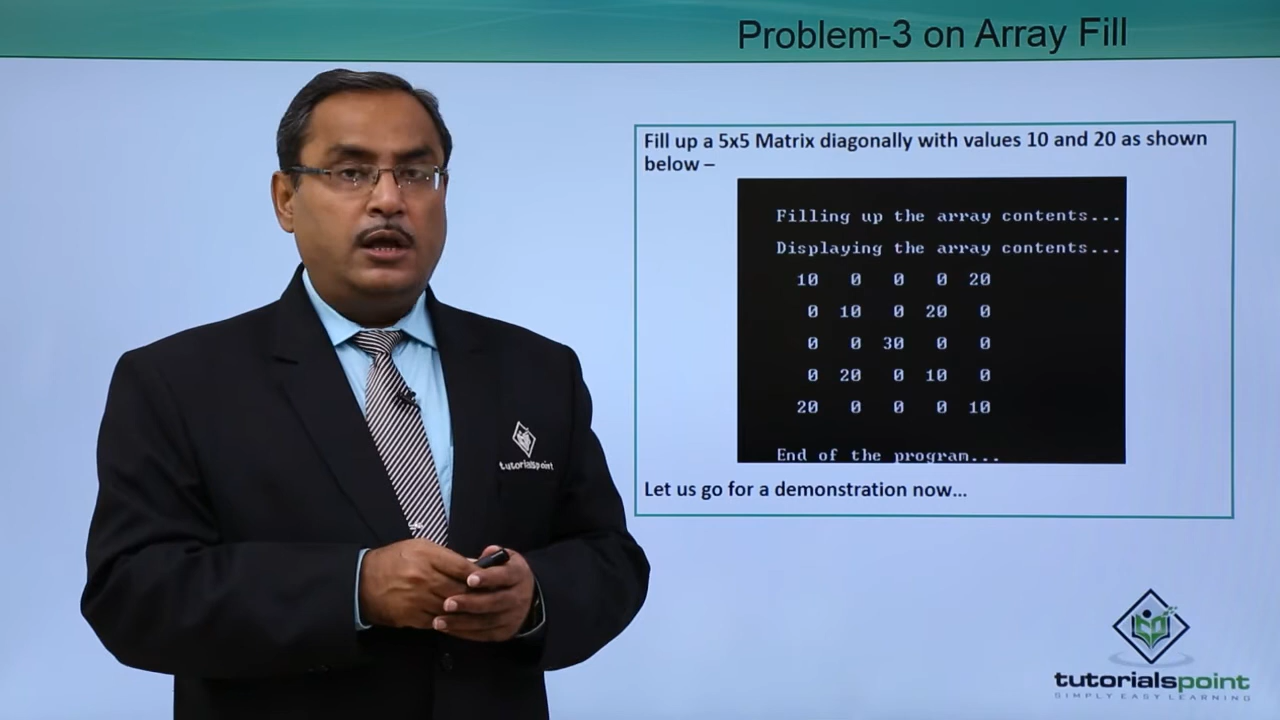 Problem-3 on Array Fill
Fill up a 5x5 Matrix diagonally with values 10 and 20 as shown
below –
Filling up the array contents...
Displaying the array contents...
10 0 0 0 20
0 10 0 20 0
0 0 30 0 0
0 20 0 10 0
20 0 0 0 10
End of the program...
Let us go for a demonstration now...
tutorialspoint
tutorialspoint
SIMPLY EASY LEARNING